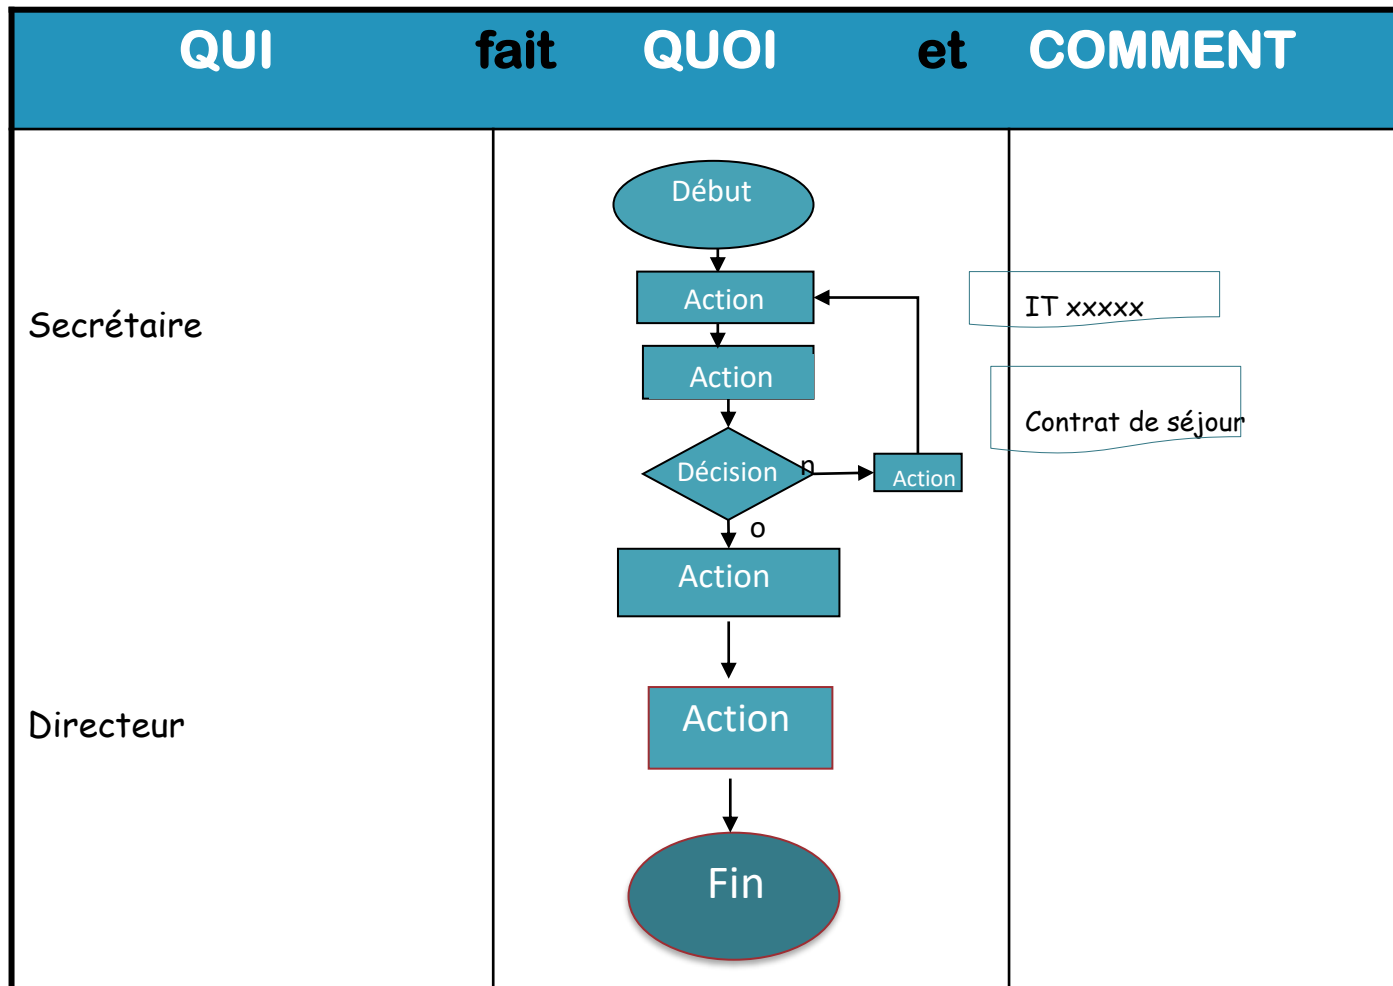 QUI fait QUOI et COMMENT
Début
Action
IT xxxxx
Secrétaire
Action
Contrat de séjour
Décision n
Action
o
Action
Directeur
Action
Fin